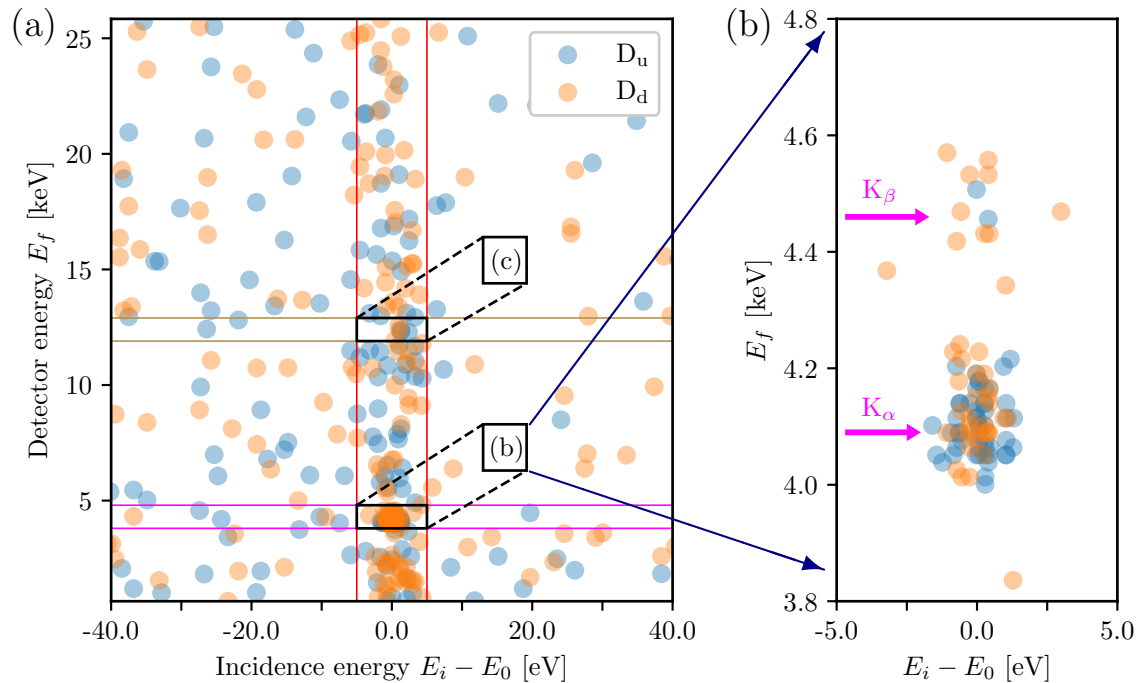 (a)
25
20
15
10
5
Detector energy E_f [keV]
D_u
D_d
(c)
(b)
-40.0 -20.0 0.0 20.0 40.0
Incidence energy E_i − E_0 [eV]
(b)
4.8
4.6
4.4
4.2
4.0
3.8
E_f [keV]
K_β
K_α
-5.0 0.0 5.0
E_i − E_0 [eV]